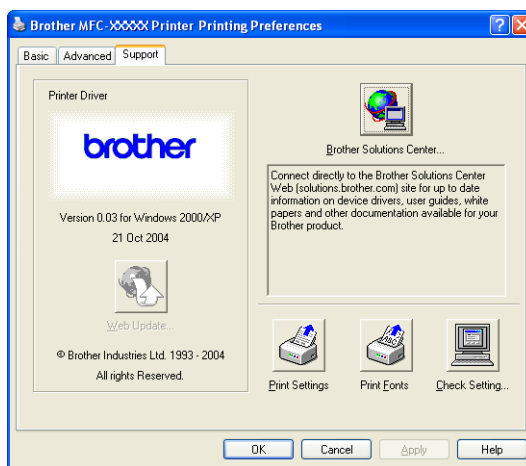 Brother MFC-XXXXX Printer Printing Preferences
Basic
Advanced
Support
Printer Driver
brother
Version 0.03 for Windows 2000/XP
21 Oct 2004
Web Update...
© Brother Industries Ltd. 1993 - 2004
All rights Reserved.
Brother Solutions Center...
Connect directly to the Brother Solutions Center
Web (solutions.brother.com) site for up to date
information on device drivers, user guides, white
papers and other documentation available for your
Brother product.
Print Settings
ABC
Print Fonts
Check Setting...
OK
Cancel
Apply
Help